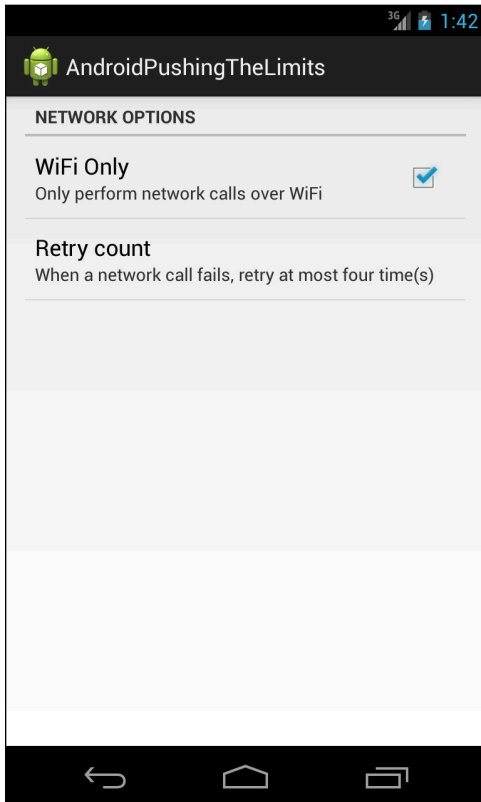 3G 1:42
AndroidPushingTheLimits
NETWORK OPTIONS
WiFi Only
Only perform network calls over WiFi
Retry count
When a network call fails, retry at most four time(s)